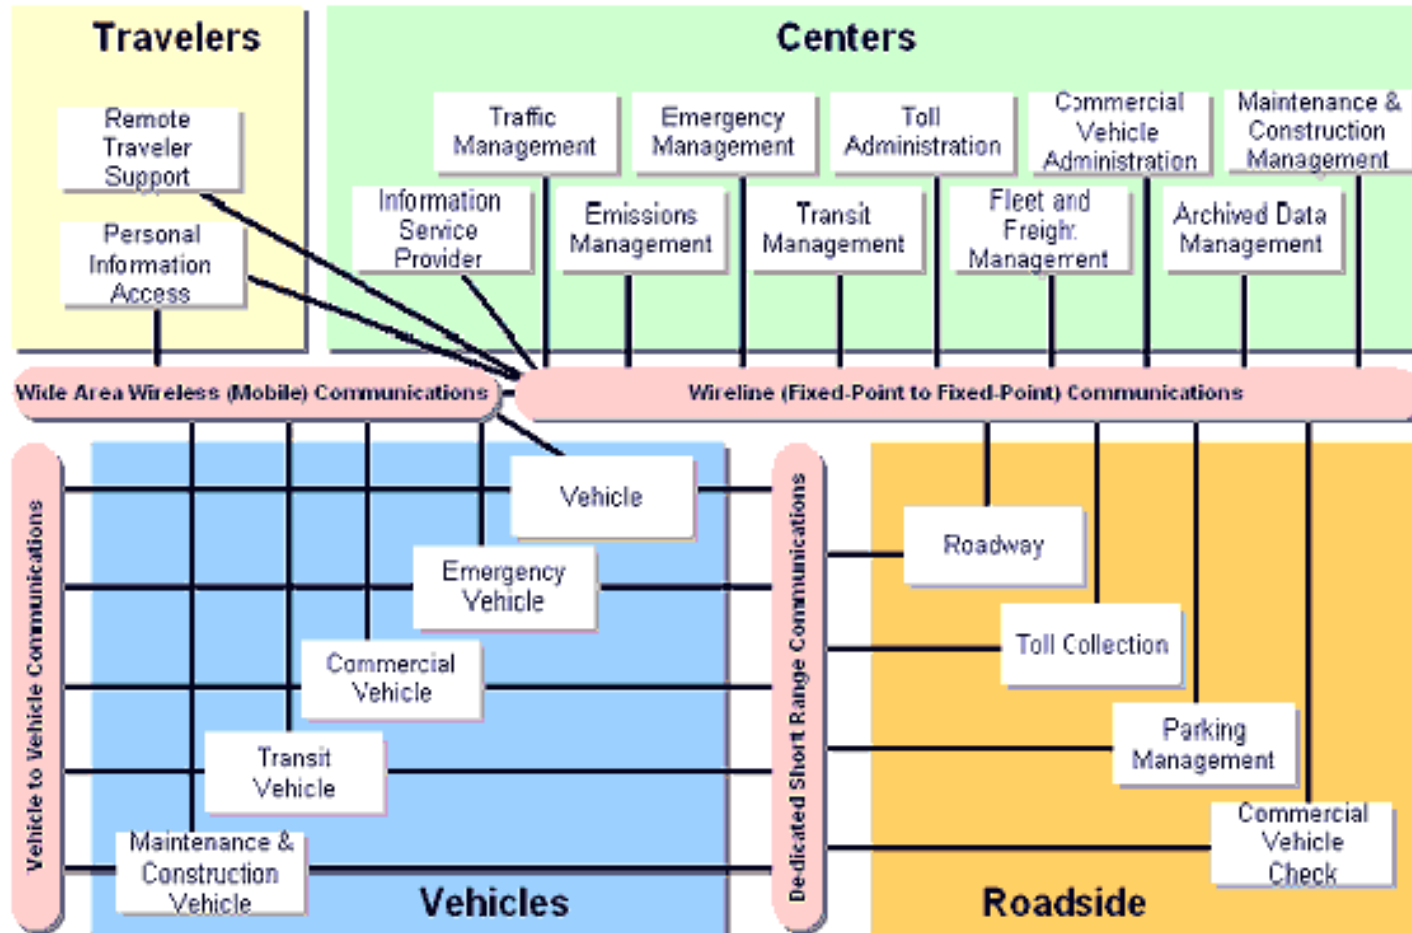 Travelers
Centers
Remote
Traveler
Support
Personal
Information
Access
Traffic
Management
Emergency
Management
Toll
Administration
Commercial
Vehicle
Administration
Maintenance &
Construction
Management
Information
Service
Provider
Emissions
Management
Transit
Management
Fleet and
Freight
Management
Archived Data
Management
Wide Area Wireless (Mobile) Communications
Wireline (Fixed-Point to Fixed-Point) Communications
Vehicle to Vehicle Communications
Vehicle
Emergency
Vehicle
Commercial
Vehicle
Transit
Vehicle
Maintenance &
Construction
Vehicle
Vehicles
Dedicated Short Range Communications
Roadway
Toll Collection
Parking
Management
Commercial
Vehicle
Check
Roadside